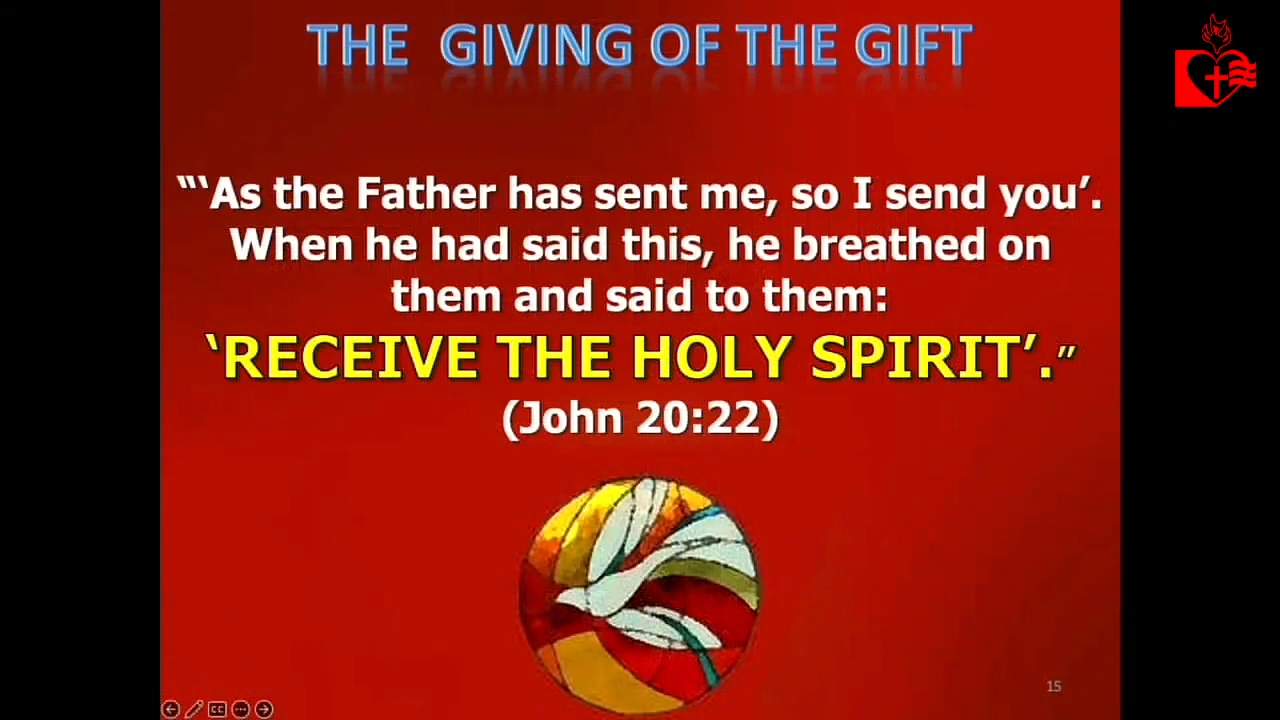 THE GIVING OF THE GIFT
"‘As the Father has sent me, so I send you’.
When he had said this, he breathed on
them and said to them:
‘RECEIVE THE HOLY SPIRIT’.”
(John 20:22)
15
CC